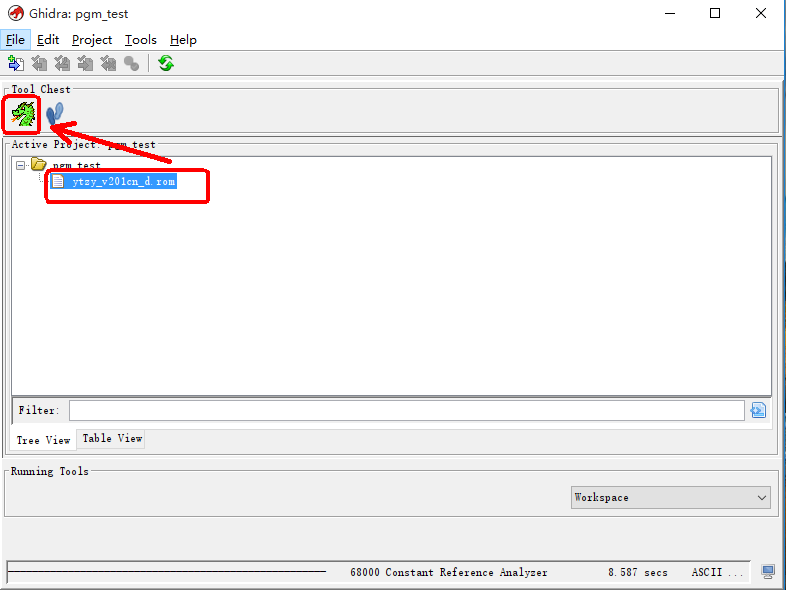 Ghidra: pgm_test
File Edit Project Tools Help
Tool Chest
Active Project: pgm_test
pgm_test
ytzy_v201cn_d.rom
Filter:
Tree View Table View
Running Tools
Workspace
68000 Constant Reference Analyzer 8.587 secs ASCII ...